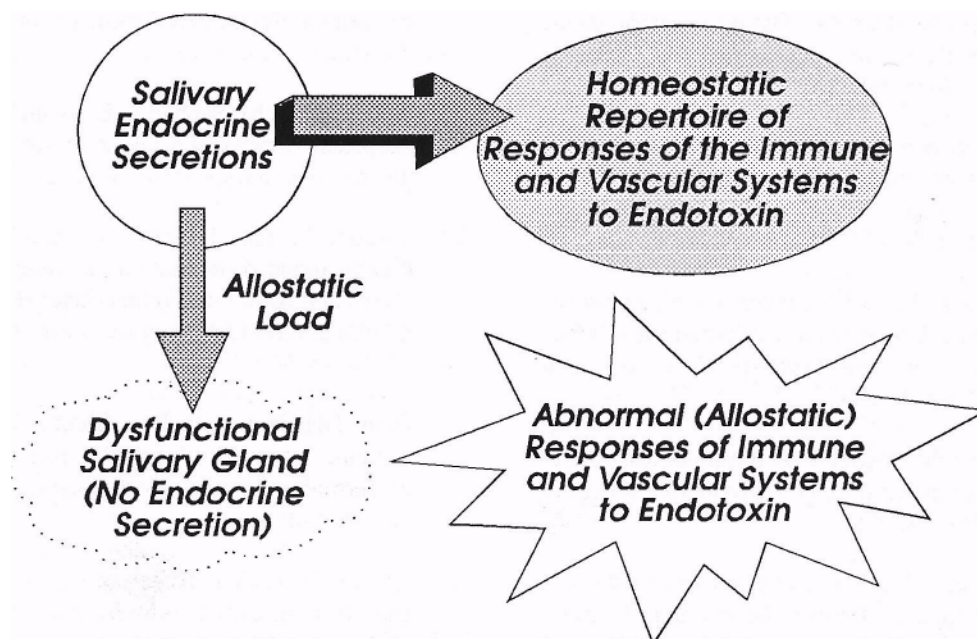 Salivary
Endocrine
Secretions
Homeostatic
Repertoire of
Responses of the Immune
and Vascular Systems
to Endotoxin
Allostatic
Load
Dysfunctional
Salivary Gland
(No Endocrine
Secretion)
Abnormal (Allostatic)
Responses of Immune
and Vascular Systems
to Endotoxin